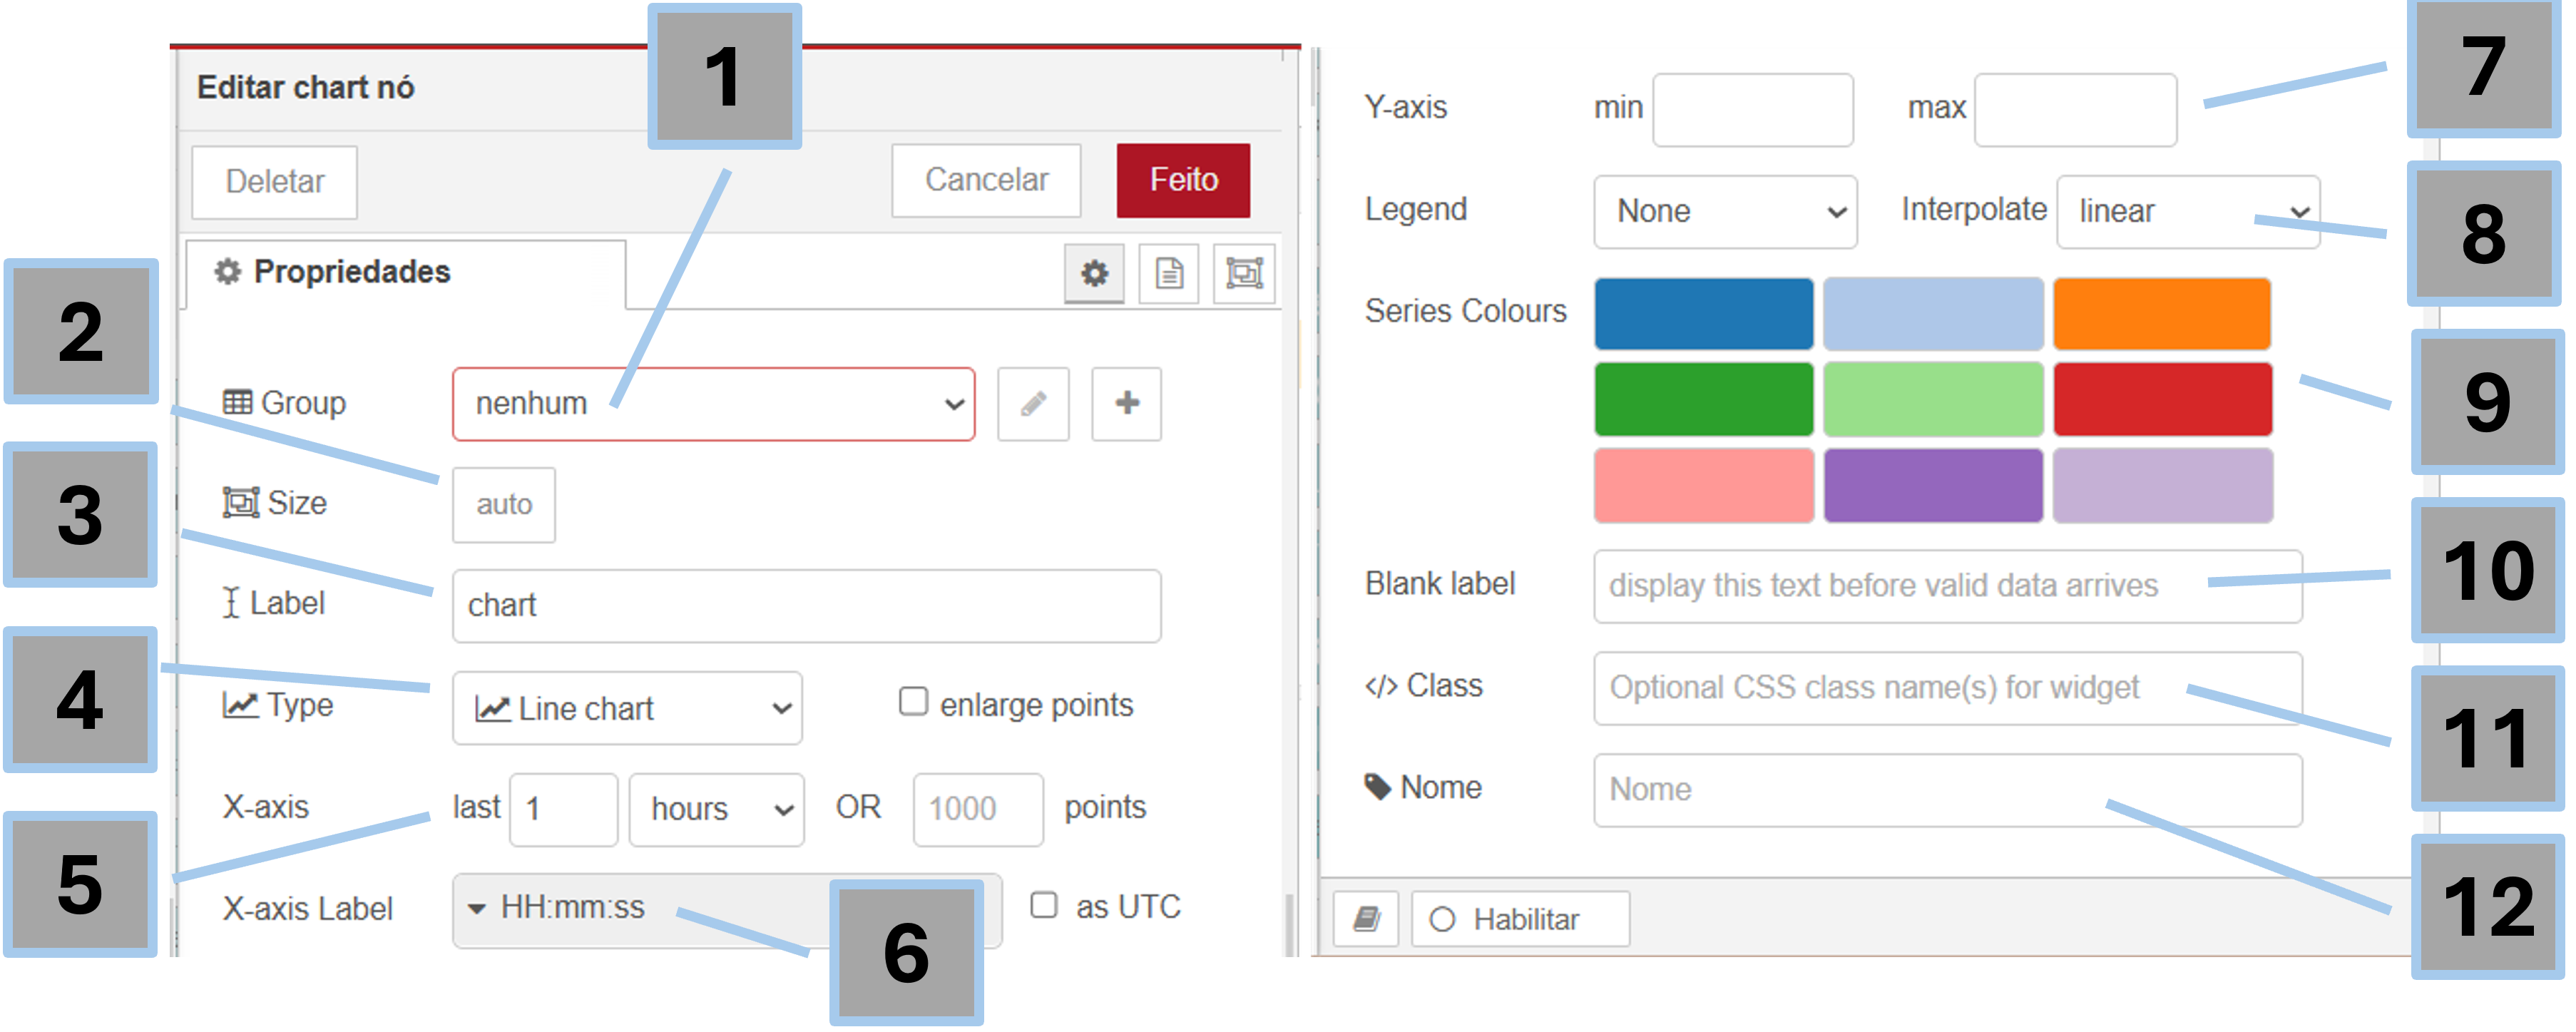 1
Editar chart nó
Deletar
Cancelar
Feito
Propriedades
2
Group
nenhum
Size
auto
3
Label
chart
4
Type
Line chart
enlarge points
X-axis
last
1
hours
OR
1000
points
5
X-axis Label
HH:mm:ss
as UTC
6
Y-axis
min
max
7
Legend
None
Interpolate
linear
8
Series Colours
9
Blank label
display this text before valid data arrives
10
Class
Optional CSS class name(s) for widget
11
Nome
Nome
12
Habilitar